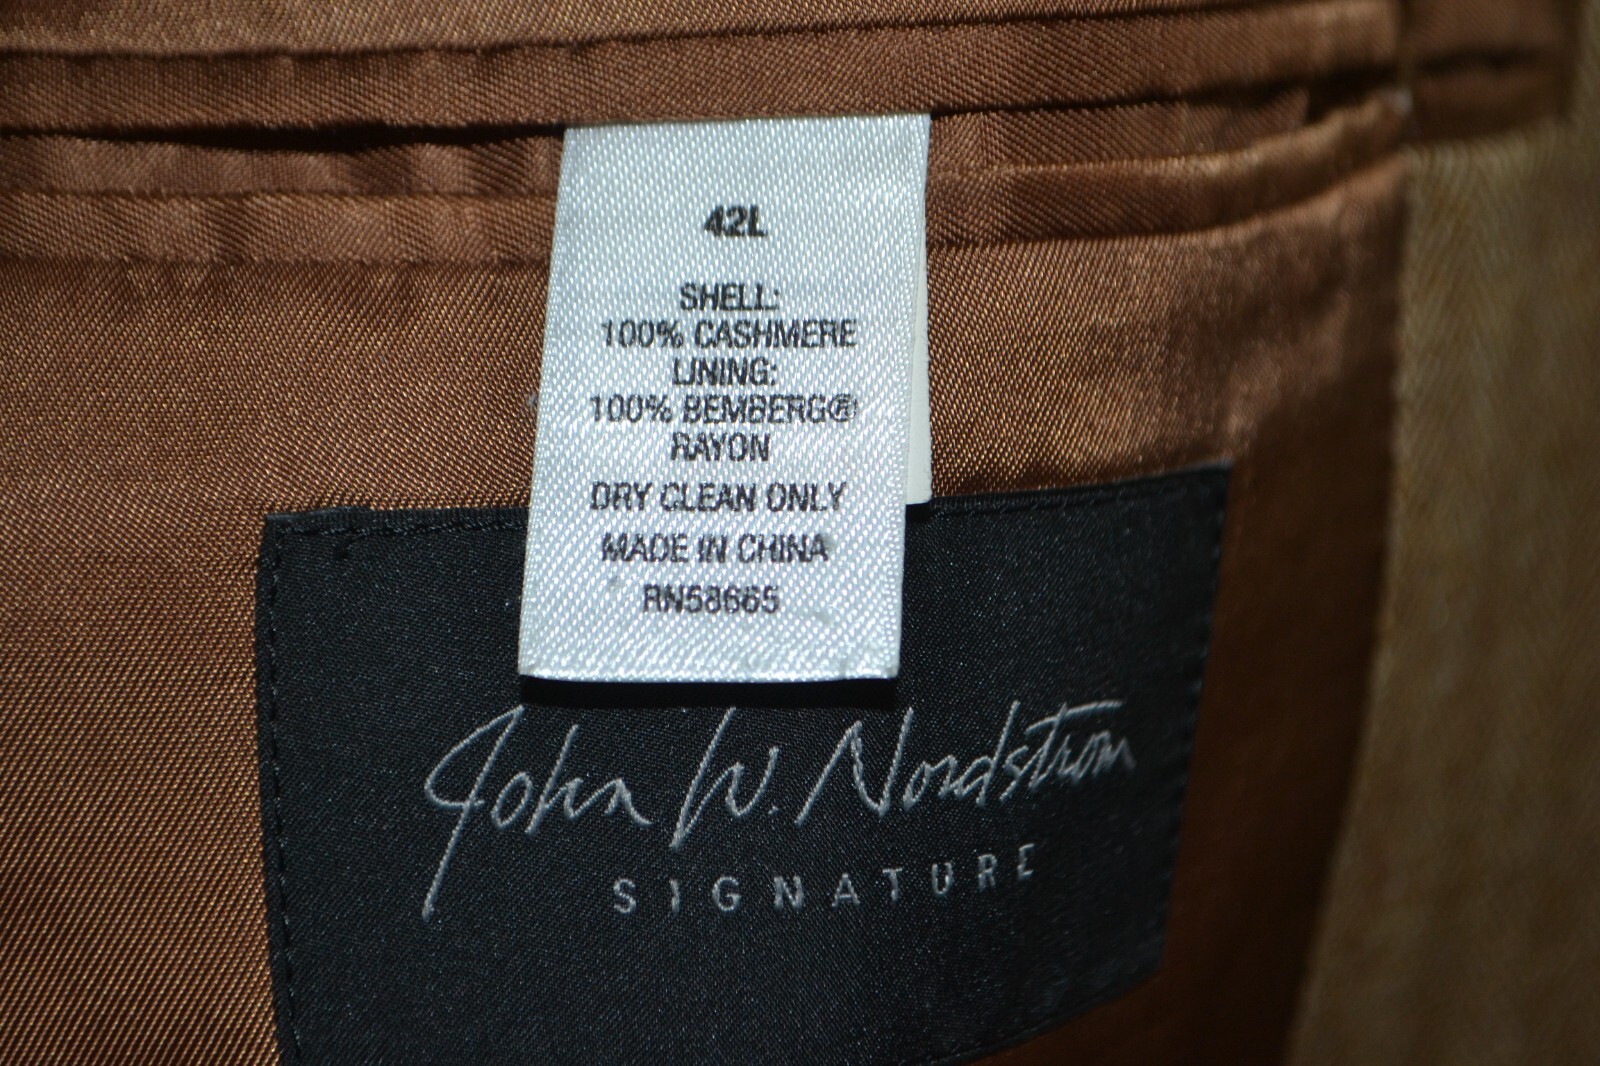 42L
SHELL:
100% CASHMERE
LINING:
100% BEMBERG®
RAYON
DRY CLEAN ONLY
MADE IN CHINA
RN58665
John W. Nordstrom
SIGNATURE